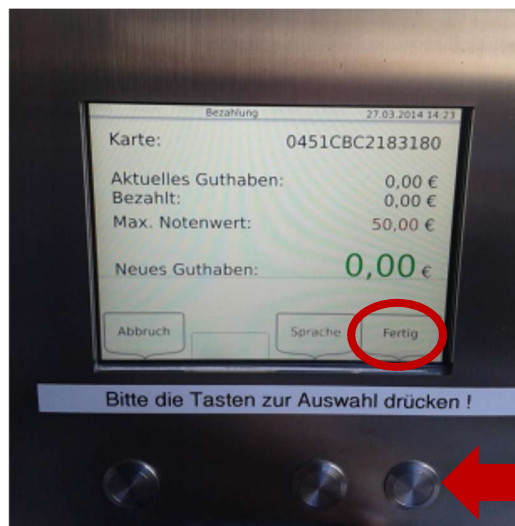 Bezahlung 27.03.2014 14:23
Karte: 0451CBC2183180
Aktuelles Guthaben: 0,00 €
Bezahlt: 0,00 €
Max. Notenwert: 50,00 €
Neues Guthaben: 0,00 €
Abbruch Sprache Fertig
Bitte die Tasten zur Auswahl drücken !